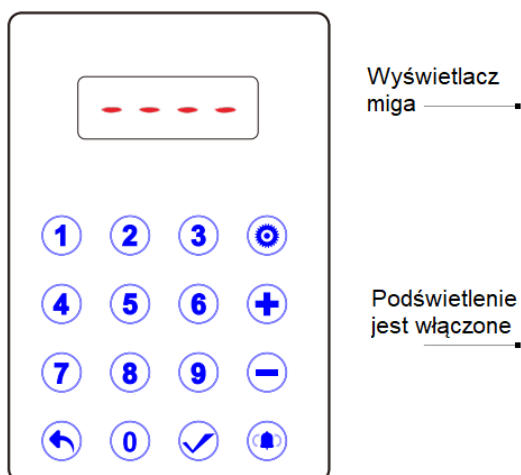 - - - -
Wyświetlacz
miga
1 2 3
Podświetlenie
jest włączone
4 5 6 +
7 8 9 -
0